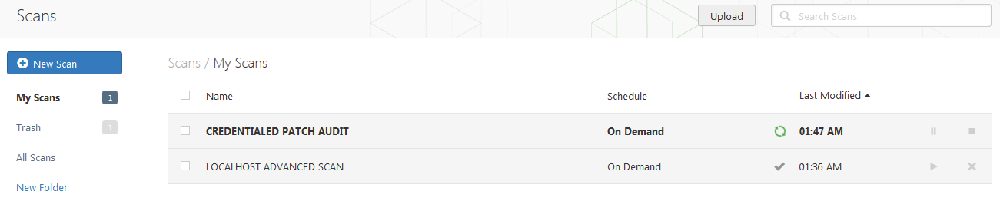 Scans
Upload
Search Scans
New Scan
My Scans 1
Trash 1
All Scans
New Folder
Scans / My Scans
Name Schedule Last Modified
CREDENTIALED PATCH AUDIT On Demand 01:47 AM
LOCALHOST ADVANCED SCAN On Demand 01:36 AM